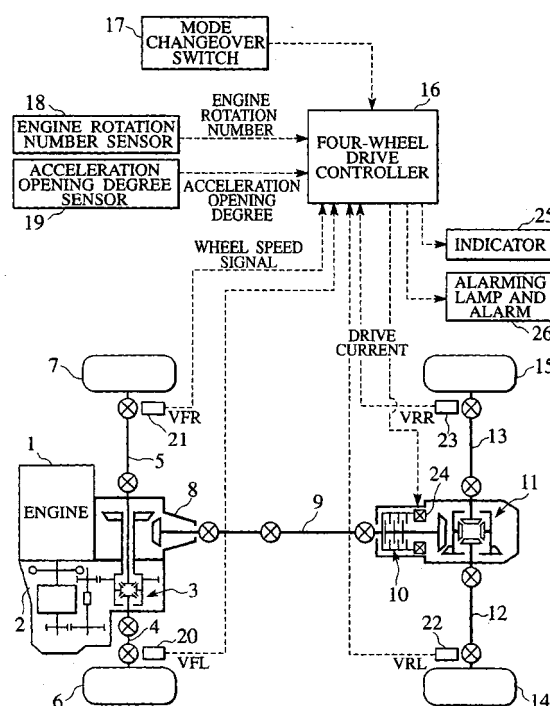 17
MODE
CHANGEOVER
SWITCH
16
18
ENGINE ROTATION
NUMBER SENSOR
ENGINE
ROTATION
NUMBER
FOUR-WHEEL
DRIVE
CONTROLLER
ACCELERATION
OPENING DEGREE
SENSOR
19
ACCELERATION
OPENING
DEGREE
25
INDICATOR
WHEEL SPEED
SIGNAL
ALARMING
LAMP AND
ALARM
26
DRIVE
CURRENT
7
15
VFR
21
VRR
23
1
5
13
8
24
11
ENGINE
9
10
3
2
4
20
12
22
VFL
VRL
6
14